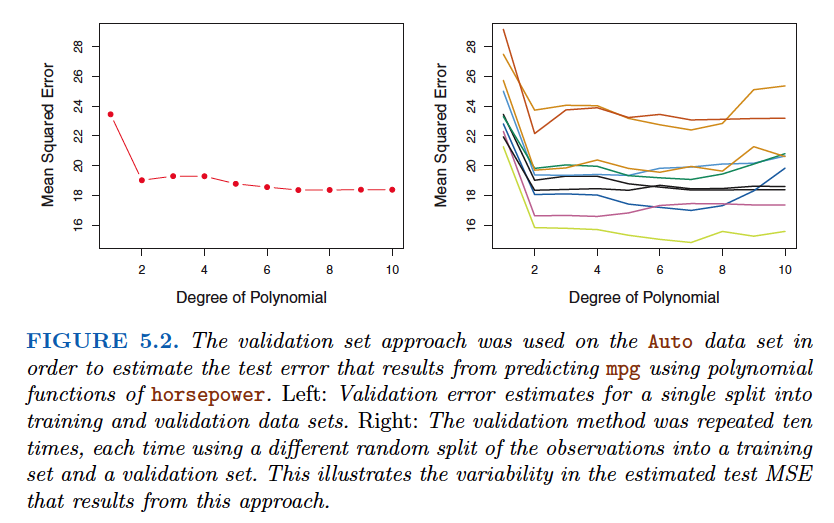 Mean Squared Error
28
26
24
22
20
18
16
2 4 6 8 10
Degree of Polynomial
Mean Squared Error
28
26
24
22
20
18
16
2 4 6 8 10
Degree of Polynomial
FIGURE 5.2. The validation set approach was used on the Auto data set in
order to estimate the test error that results from predicting mpg using polynomial
functions of horsepower. Left: Validation error estimates for a single split into
training and validation data sets. Right: The validation method was repeated ten
times, each time using a different random split of the observations into a training
set and a validation set. This illustrates the variability in the estimated test MSE
that results from this approach.